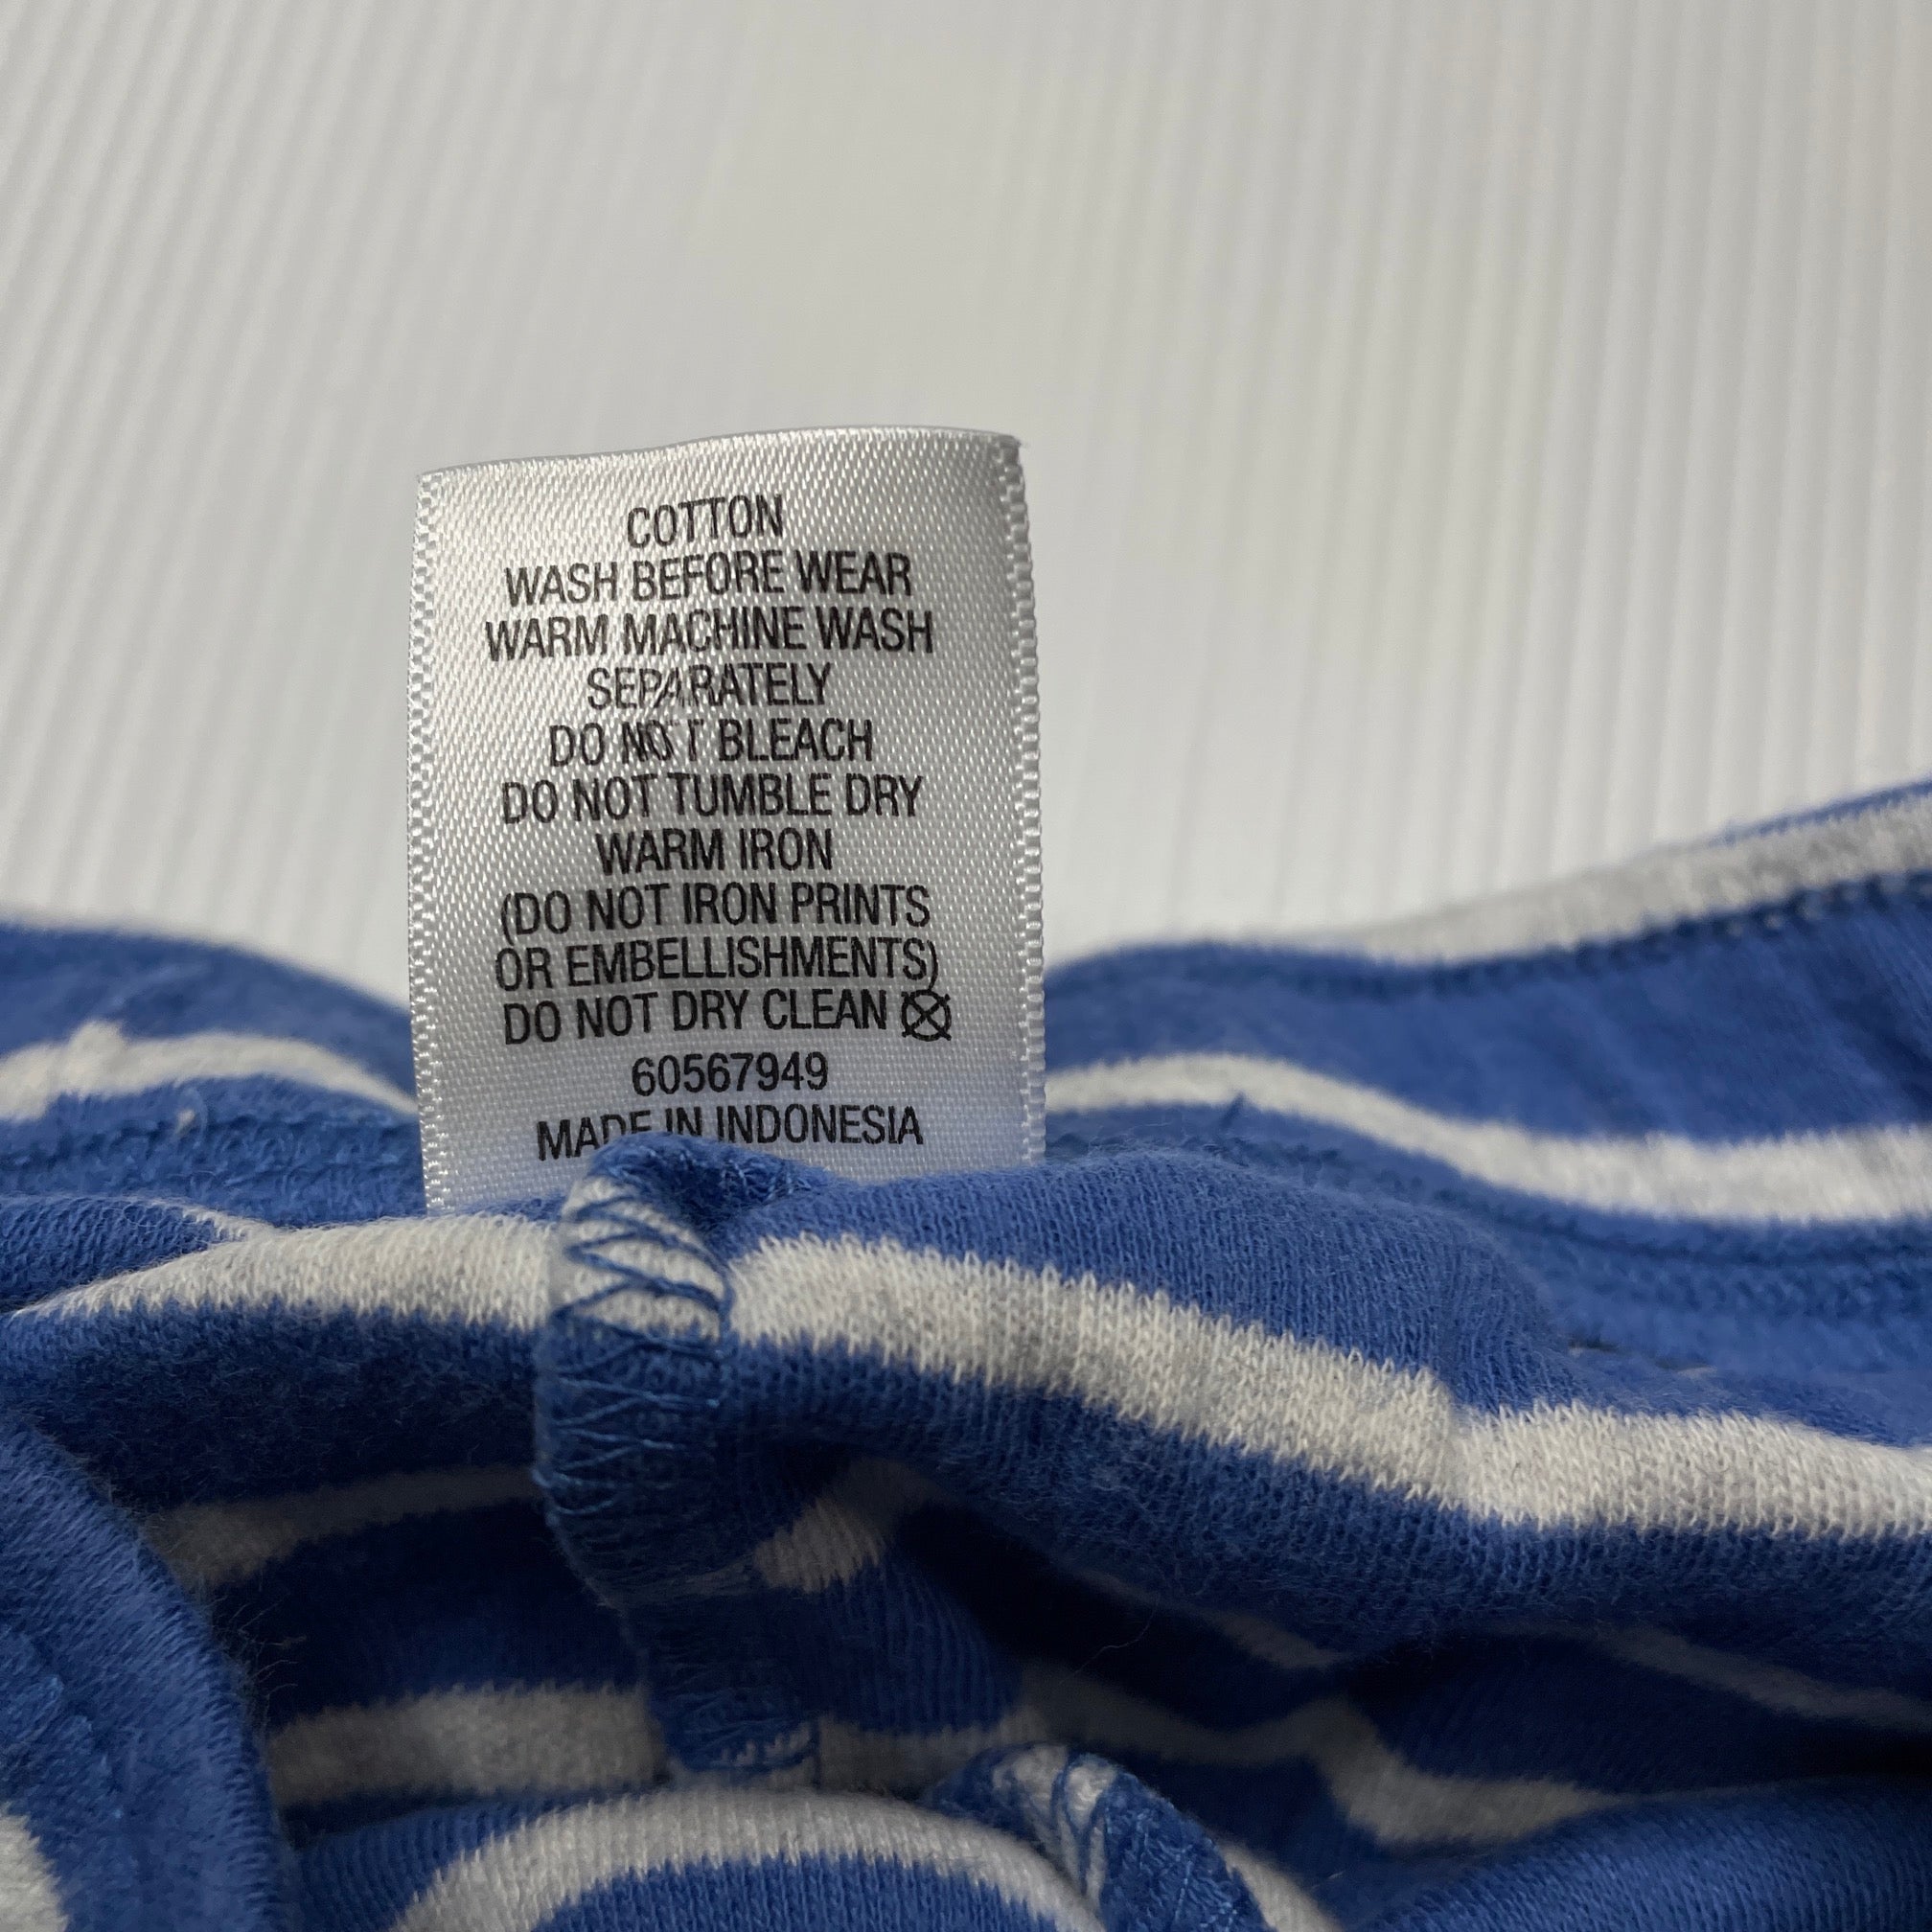 COTTON
WASH BEFORE WEAR
WARM MACHINE WASH
SEPARATELY
DO NOT BLEACH
DO NOT TUMBLE DRY
WARM IRON
(DO NOT IRON PRINTS
OR EMBELLISHMENTS)
DO NOT DRY CLEAN
60567949
MADE IN INDONESIA